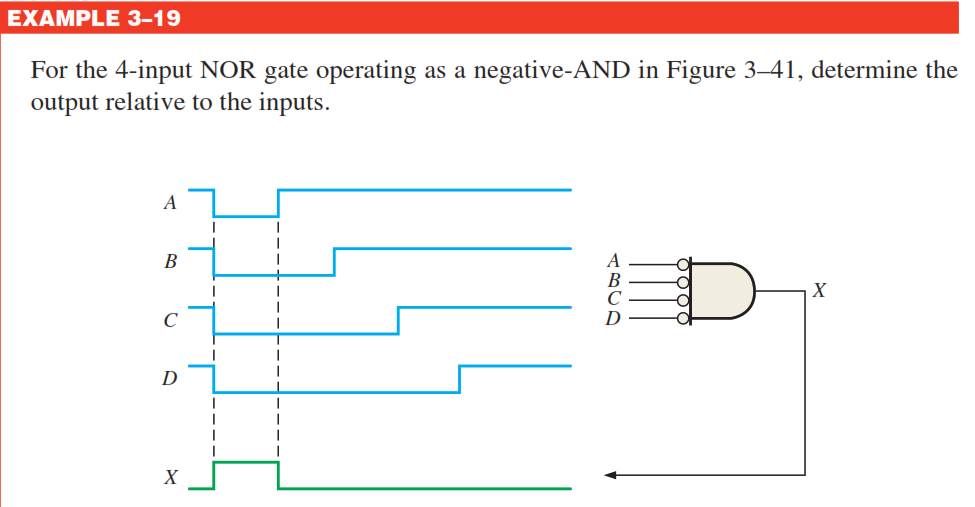 EXAMPLE 3–19
For the 4-input NOR gate operating as a negative-AND in Figure 3–41, determine the
output relative to the inputs.
A
B
C
D
X
A
B
C
D
X